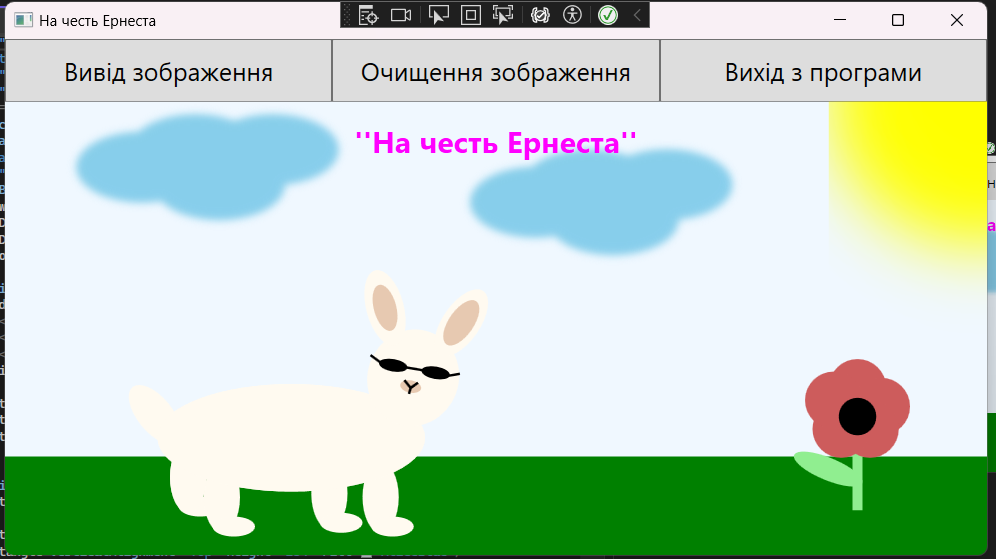 На честь Ернеста
Вивід зображення
Очищення зображення
Вихід з програми
''На честь Ернеста''